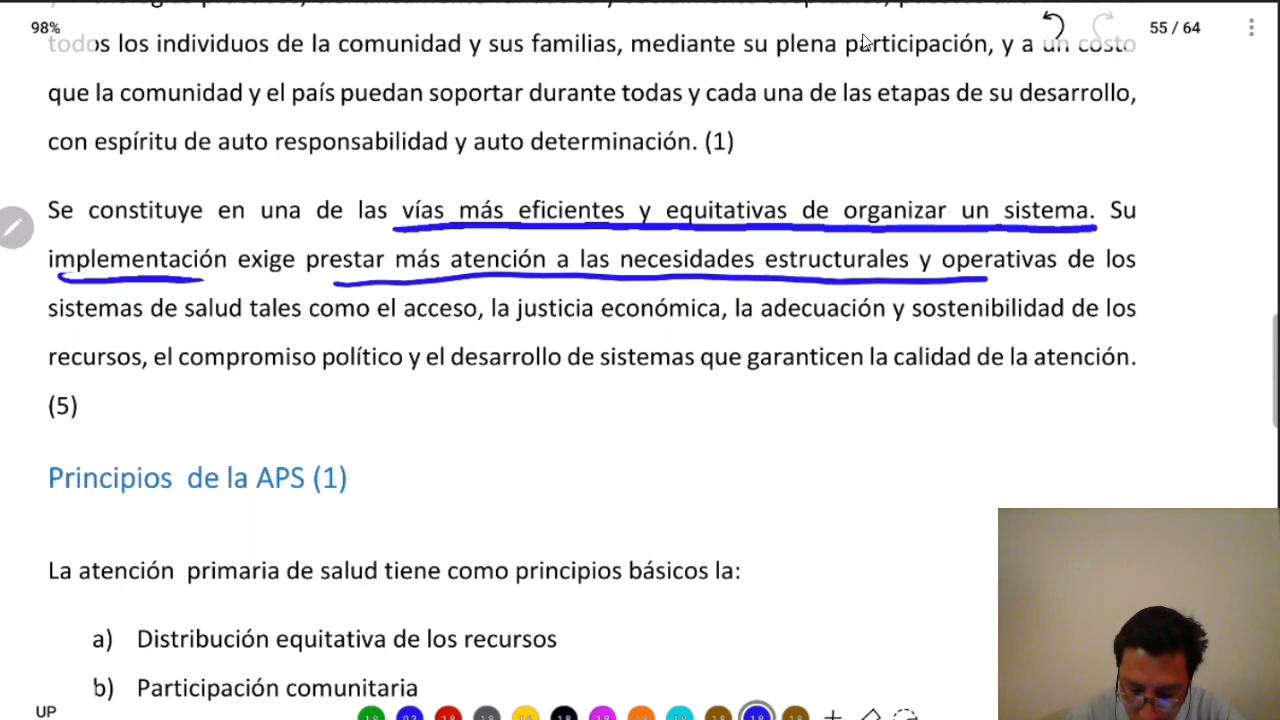 98%
55 / 64
todos los individuos de la comunidad y sus familias, mediante su plena participación, y a un costo
que la comunidad y el país puedan soportar durante todas y cada una de las etapas de su desarrollo,
con espíritu de auto responsabilidad y auto determinación. (1)
Se constituye en una de las vías más eficientes y equitativas de organizar un sistema. Su
implementación exige prestar más atención a las necesidades estructurales y operativas de los
sistemas de salud tales como el acceso, la justicia económica, la adecuación y sostenibilidad de los
recursos, el compromiso político y el desarrollo de sistemas que garanticen la calidad de la atención.
(5)
Principios de la APS (1)
La atención primaria de salud tiene como principios básicos la:
a) Distribución equitativa de los recursos
b) Participación comunitaria
UP